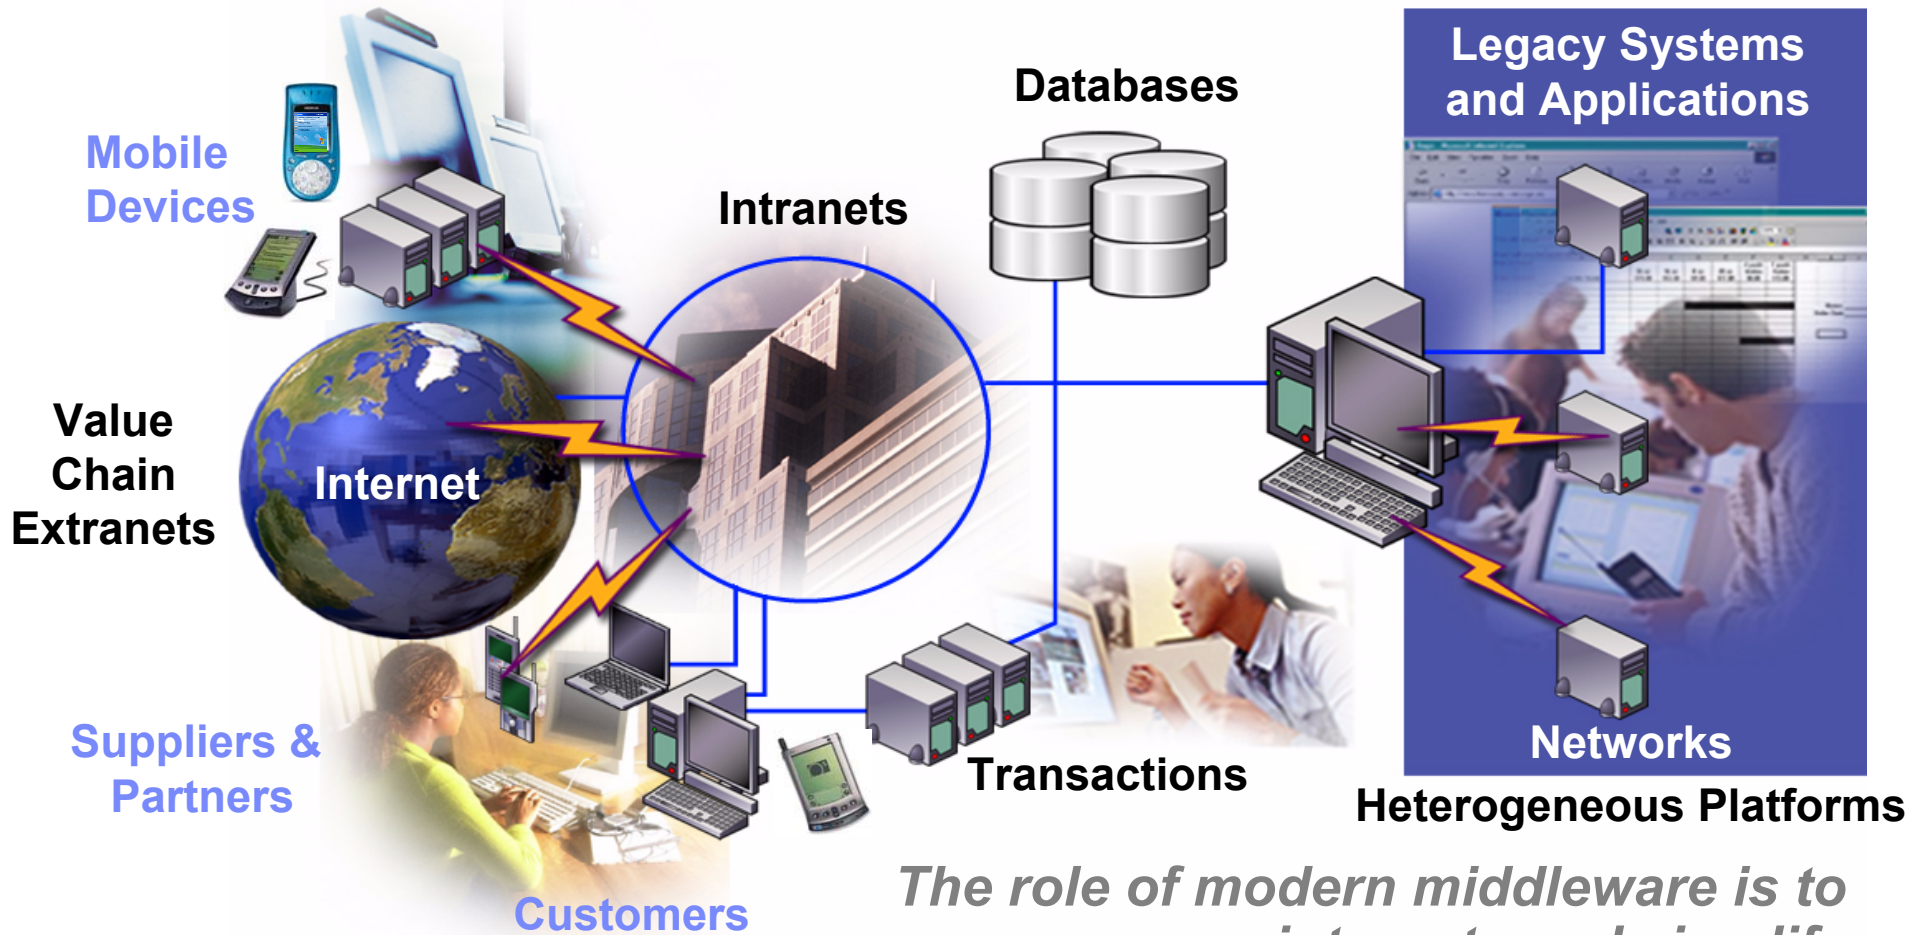 Legacy Systems
and Applications
Databases
Mobile
Devices
Intranets
Value
Chain
Extranets
Internet
Suppliers &
Partners
Transactions
Networks
Heterogeneous Platforms
Customers
The role of modern middleware is to